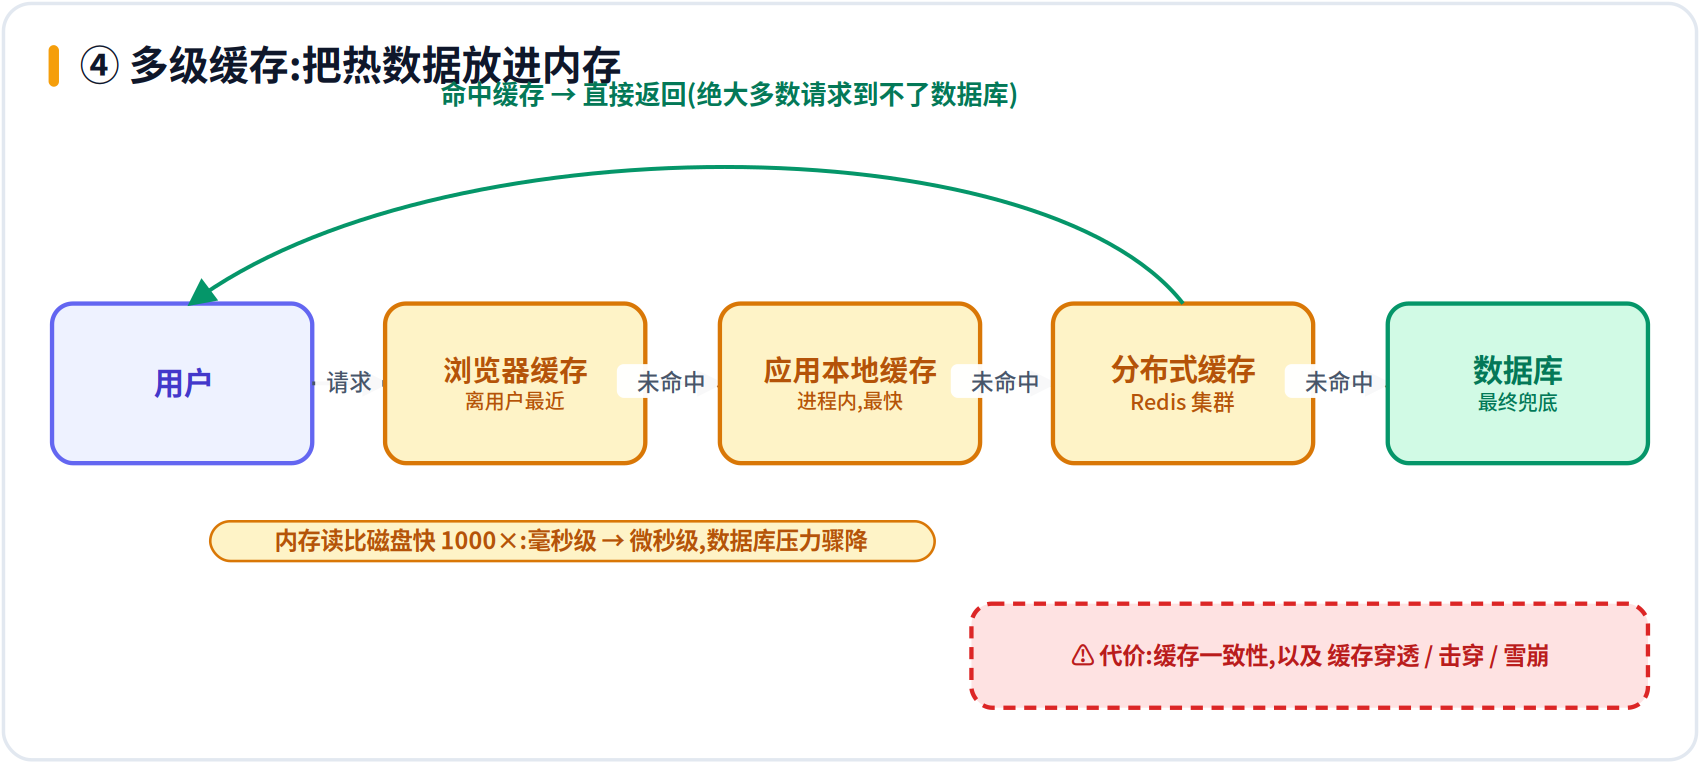 ④ 多级缓存:把热数据放进内存
命中缓存 → 直接返回(绝大多数请求到不了数据库)
用户
请求
浏览器缓存
离用户最近
未命中
应用本地缓存
进程内,最快
未命中
分布式缓存
Redis 集群
未命中
数据库
最终兜底
内存读比磁盘快 1000×:毫秒级 → 微秒级,数据库压力骤降
⚠ 代价:缓存一致性,以及 缓存穿透 / 击穿 / 雪崩